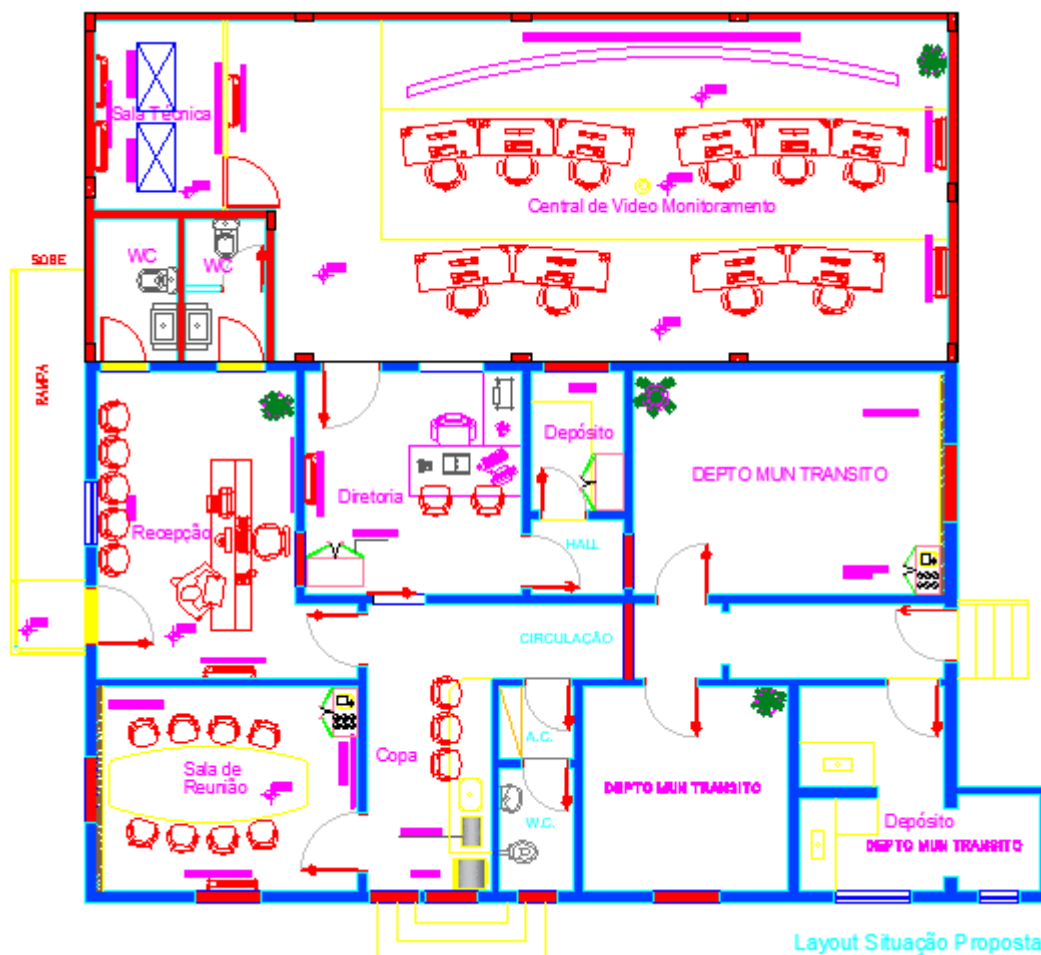 Sala Técnica
Central de Video Monitoramento
WC
WC
SOBE
RAMPA
Recepção
Diretoria
Depósito
DEPTO MUN TRANSITO
HALL
CIRCULAÇÃO
Sala de
Reunião
Copa
A.C.
W.C.
DEPTO MUN TRANSITO
Depósito
DEPTO MUN TRANSITO
Layout Situação Proposta